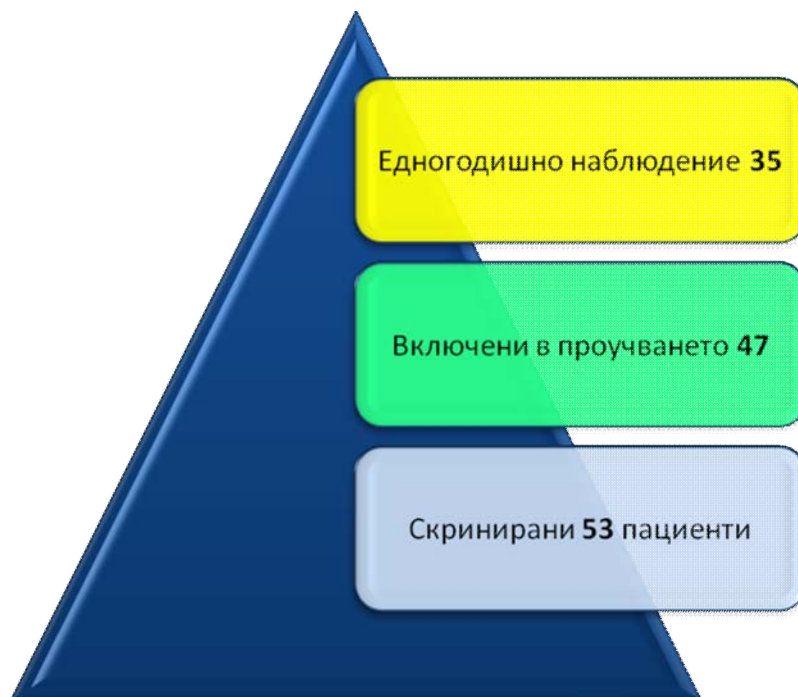 Едногодишно наблюдение 35
Включени в проучването 47
Скринирани 53 пациенти